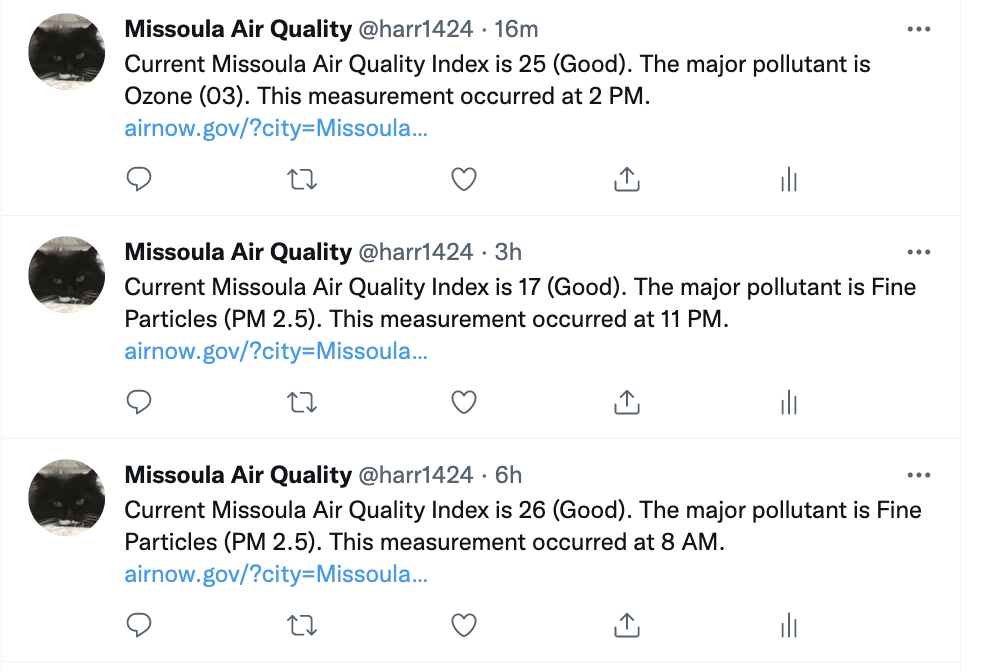 Missoula Air Quality @harr1424 · 16m
Current Missoula Air Quality Index is 25 (Good). The major pollutant is
Ozone (03). This measurement occurred at 2 PM.
airnow.gov/?city=Missoula...
Missoula Air Quality @harr1424 · 3h
Current Missoula Air Quality Index is 17 (Good). The major pollutant is Fine
Particles (PM 2.5). This measurement occurred at 11 PM.
airnow.gov/?city=Missoula...
Missoula Air Quality @harr1424 · 6h
Current Missoula Air Quality Index is 26 (Good). The major pollutant is Fine
Particles (PM 2.5). This measurement occurred at 8 AM.
airnow.gov/?city=Missoula...